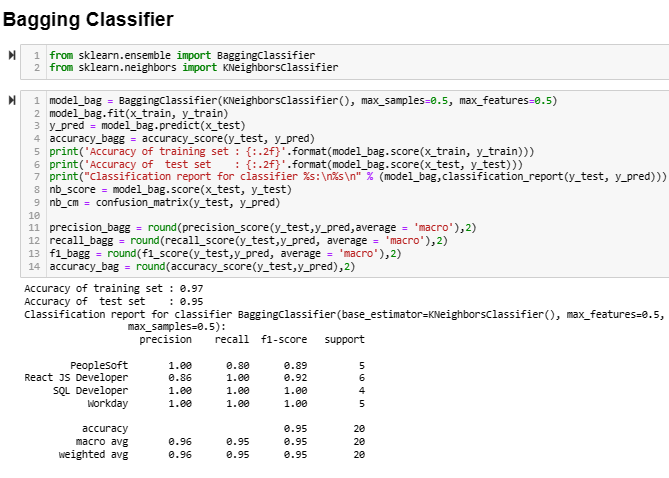 Bagging Classifier
1 from sklearn.ensemble import BaggingClassifier
2 from sklearn.neighbors import KNeighborsClassifier
1 model_bag = BaggingClassifier(KNeighborsClassifier(), max_samples=0.5, max_features=0.5)
2 model_bag.fit(x_train, y_train)
3 y_pred = model_bag.predict(x_test)
4 accuracy_bagg = accuracy_score(y_test, y_pred)
5 print('Accuracy of training set : {:.2f}'.format(model_bag.score(x_train, y_train)))
6 print('Accuracy of  test set    : {:.2f}'.format(model_bag.score(x_test, y_test)))
7 print("Classification report for classifier %s:\n%s\n" % (model_bag,classification_report(y_test, y_pred)))
8 nb_score = model_bag.score(x_test, y_test)
9 nb_cm = confusion_matrix(y_test, y_pred)
10
11 precision_bagg = round(precision_score(y_test,y_pred,average = 'macro'),2)
12 recall_bagg = round(recall_score(y_test,y_pred, average = 'macro'),2)
13 f1_bagg = round(f1_score(y_test,y_pred, average = 'macro'),2)
14 accuracy_bag = round(accuracy_score(y_test,y_pred),2)
Accuracy of training set : 0.97
Accuracy of  test set    : 0.95
Classification report for classifier BaggingClassifier(base_estimator=KNeighborsClassifier(), max_features=0.5,
max_samples=0.5):
precision recall f1-score support
PeopleSoft 1.00 0.80 0.89 5
React JS Developer 0.86 1.00 0.92 6
SQL Developer 1.00 1.00 1.00 4
Workday 1.00 1.00 1.00 5
accuracy 0.95 20
macro avg 0.96 0.95 0.95 20
weighted avg 0.96 0.95 0.95 20